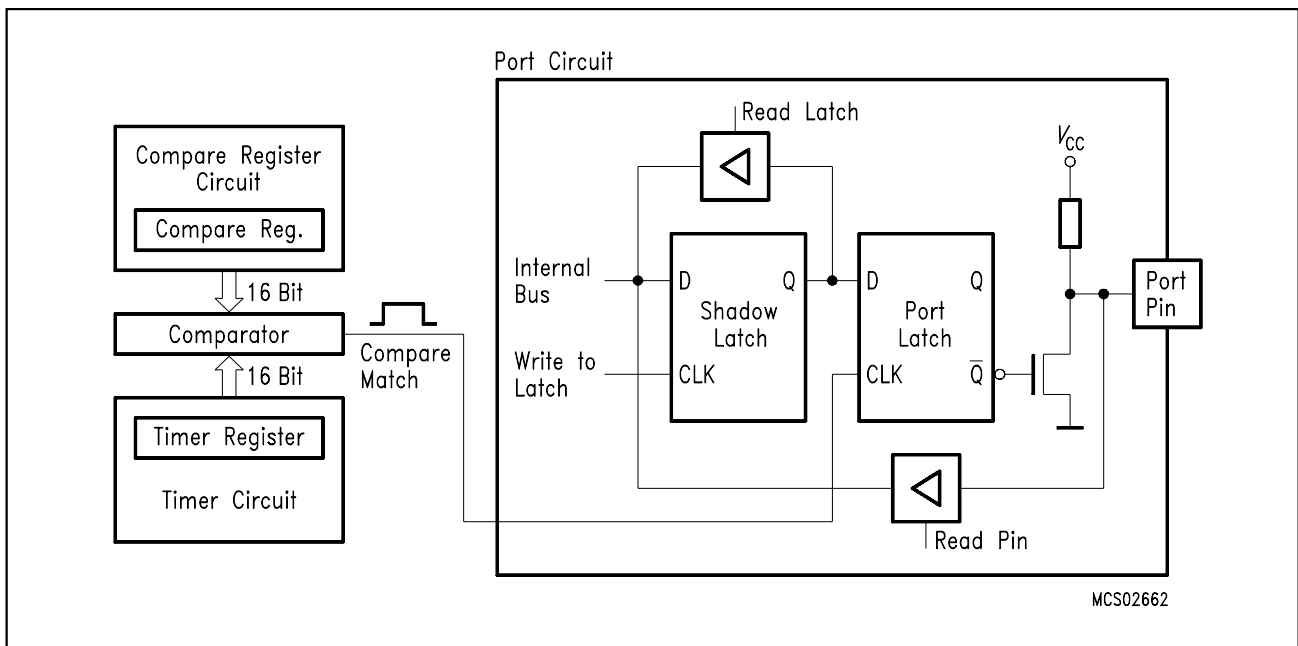 Port Circuit
Read Latch
Compare Register
Circuit
Compare Reg.
16 Bit
Comparator
16 Bit
Timer Register
Timer Circuit
Compare
Match
Internal
Bus
Write to
Latch
D
Q
Shadow
Latch
CLK
D
Q
Port
Latch
CLK
Q̅
VCC
Port
Pin
Read Pin
MCS02662